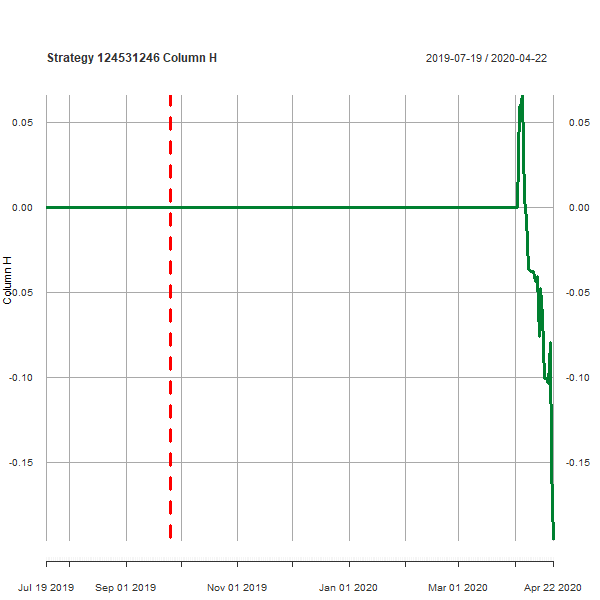 Strategy 124531246 Column H
2019-07-19 / 2020-04-22
0.05 0.05
0.00 0.00
-0.05 -0.05
-0.10 -0.10
-0.15 -0.15
Column H
Jul 19 2019 Sep 01 2019 Nov 01 2019 Jan 01 2020 Mar 01 2020 Apr 22 2020